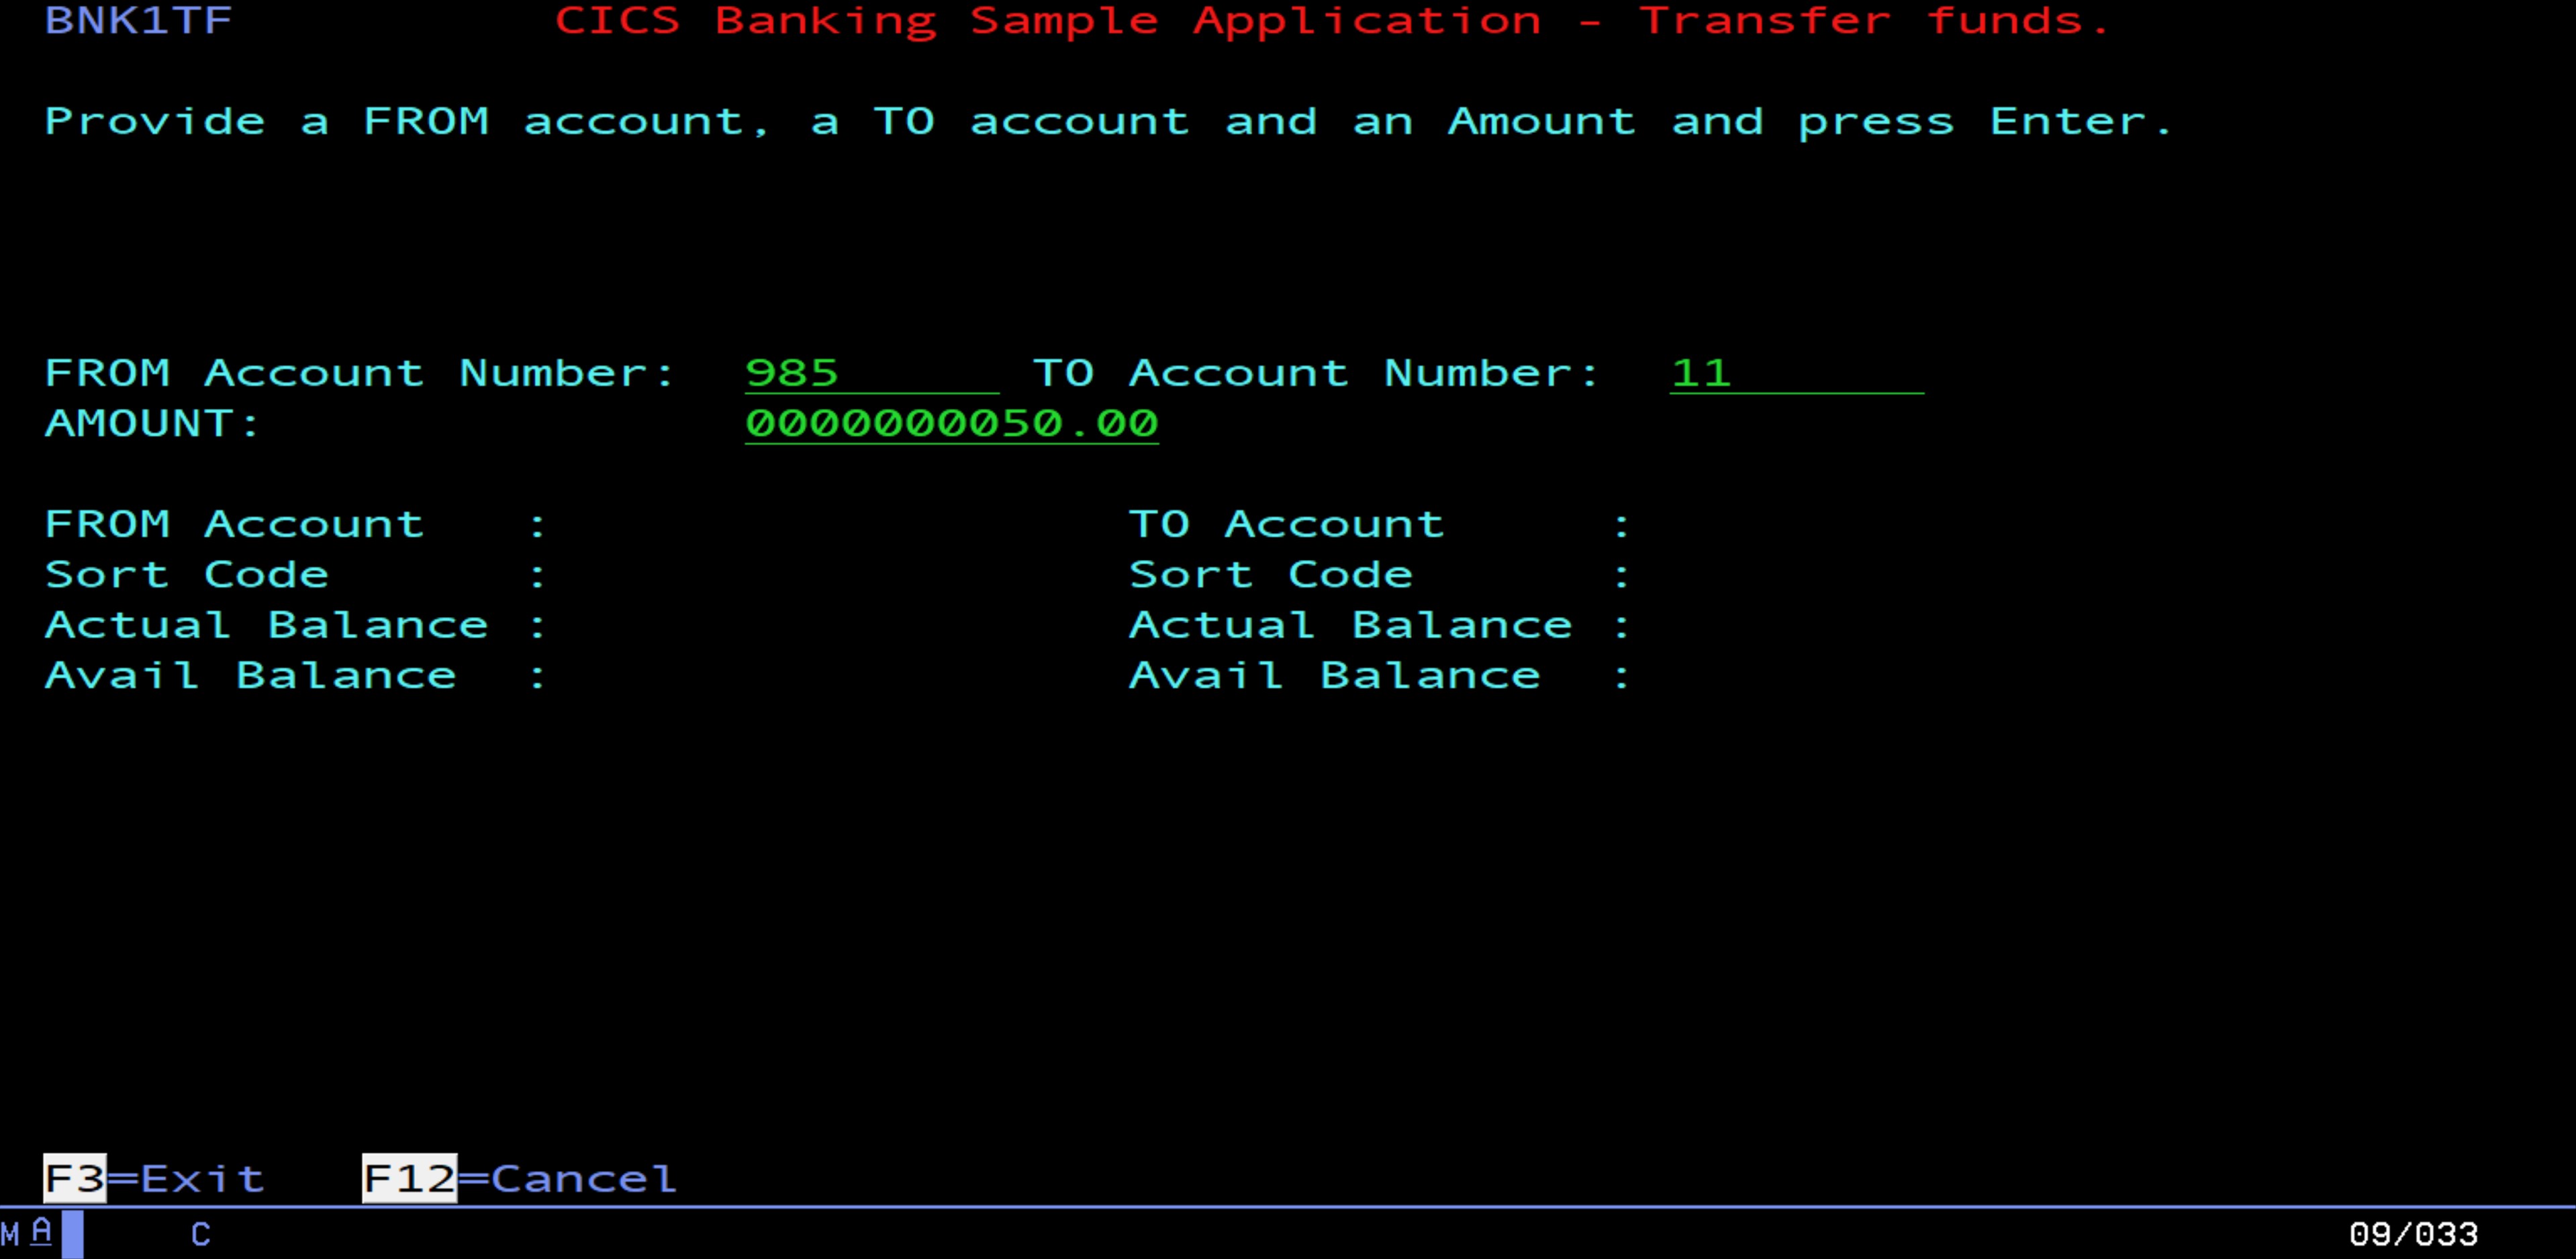 BNK1TF CICS Banking Sample Application - Transfer funds.
Provide a FROM account, a TO account and an Amount and press Enter.
FROM Account Number: 985 TO Account Number: 11
AMOUNT: 0000000050.00
FROM Account : TO Account :
Sort Code : Sort Code :
Actual Balance : Actual Balance :
Avail Balance : Avail Balance :
F3=Exit F12=Cancel
M A C 09/033